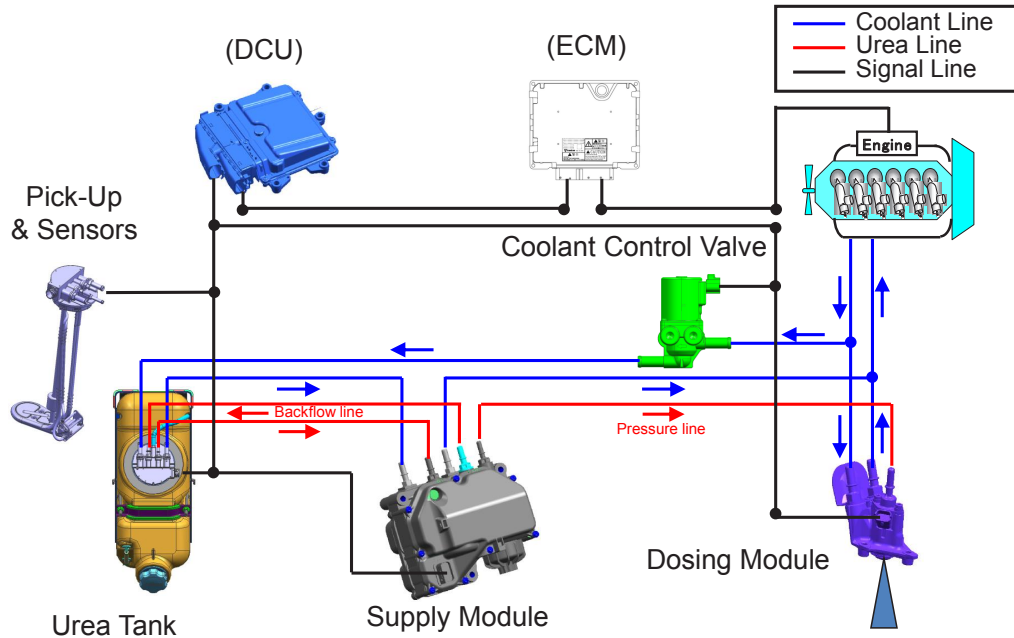 (DCU)
(ECM)
Coolant Line
Urea Line
Signal Line
Engine
Pick-Up
& Sensors
Coolant Control Valve
Backflow line
Pressure line
Dosing Module
Supply Module
Urea Tank